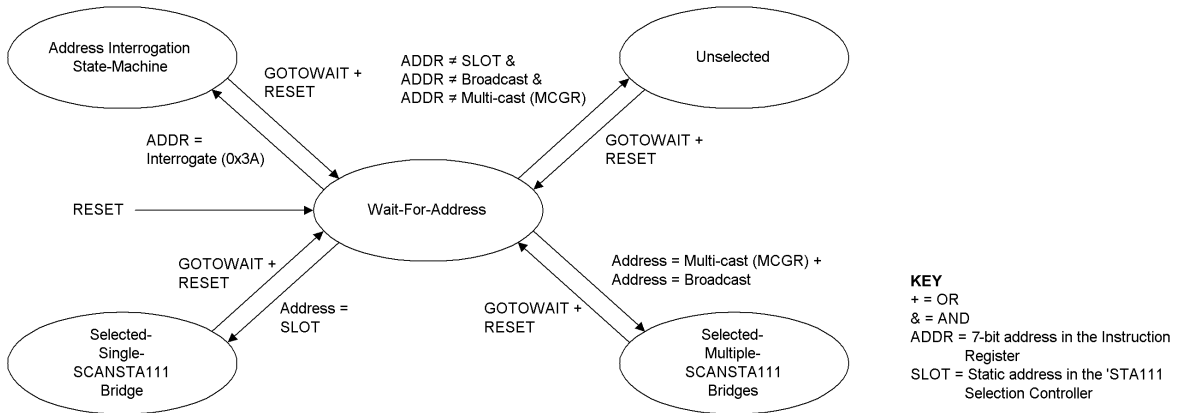 Address Interrogation
State-Machine
GOTOWAIT +
RESET
ADDR ≠ SLOT &
ADDR ≠ Broadcast &
ADDR ≠ Multi-cast (MCGR)
Unselected
ADDR =
Interrogate (0x3A)
GOTOWAIT +
RESET
RESET
Wait-For-Address
GOTOWAIT +
RESET
Address =
SLOT
Address = Multi-cast (MCGR) +
Address = Broadcast
GOTOWAIT +
RESET
Selected-
Single-
SCANSTA111
Bridge
Selected-
Multiple-
SCANSTA111
Bridges
KEY
+ = OR
& = AND
ADDR = 7-bit address in the Instruction
Register
SLOT = Static address in the 'STA111
Selection Controller